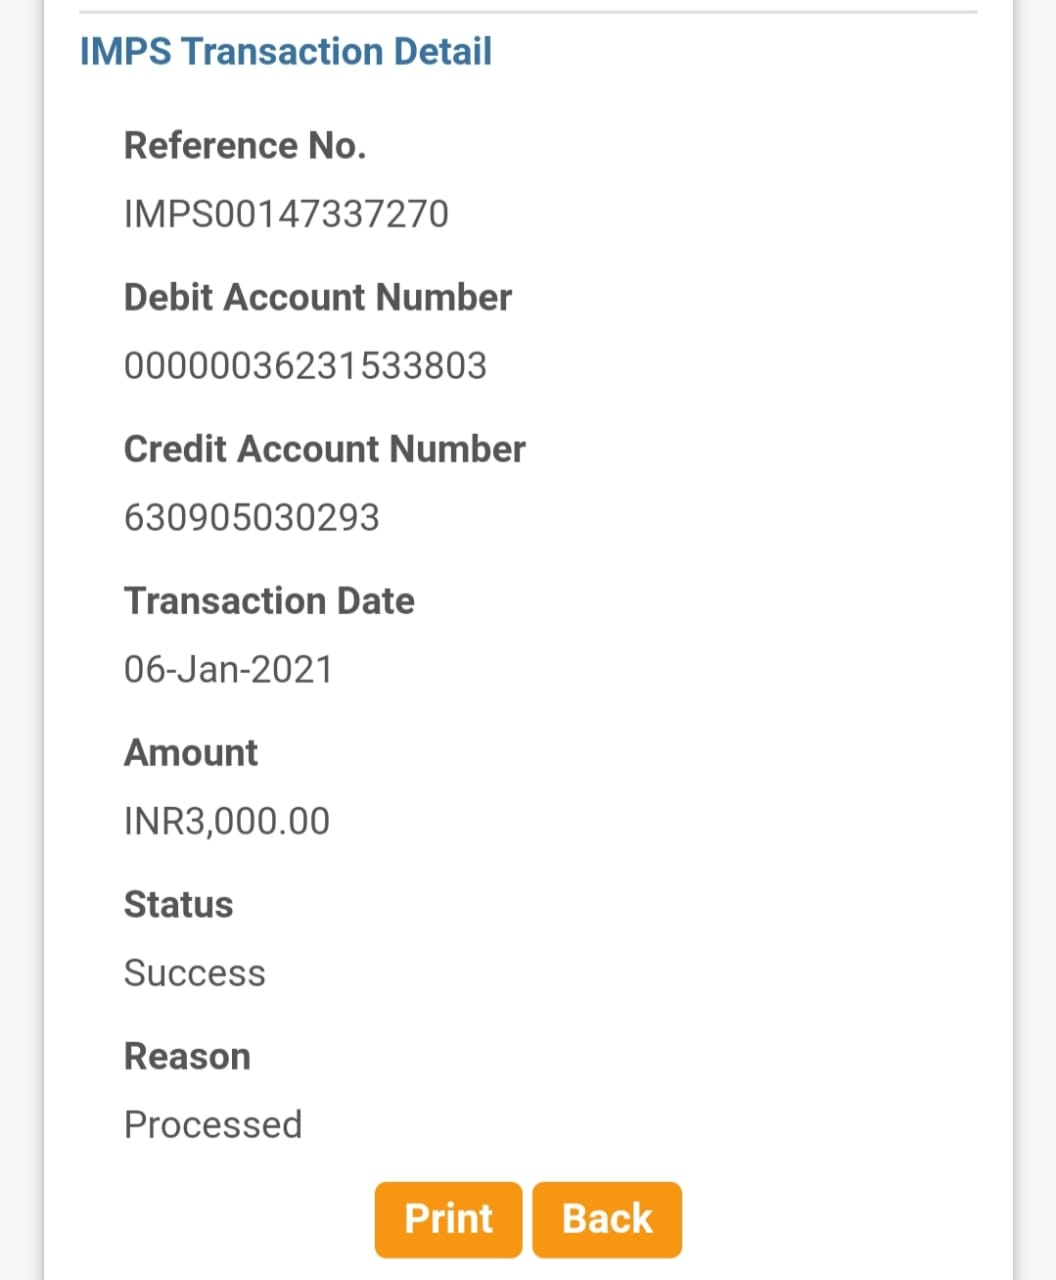 IMPS Transaction Detail
Reference No.
IMPS00147337270
Debit Account Number
00000036231533803
Credit Account Number
630905030293
Transaction Date
06-Jan-2021
Amount
INR3,000.00
Status
Success
Reason
Processed
Print Back